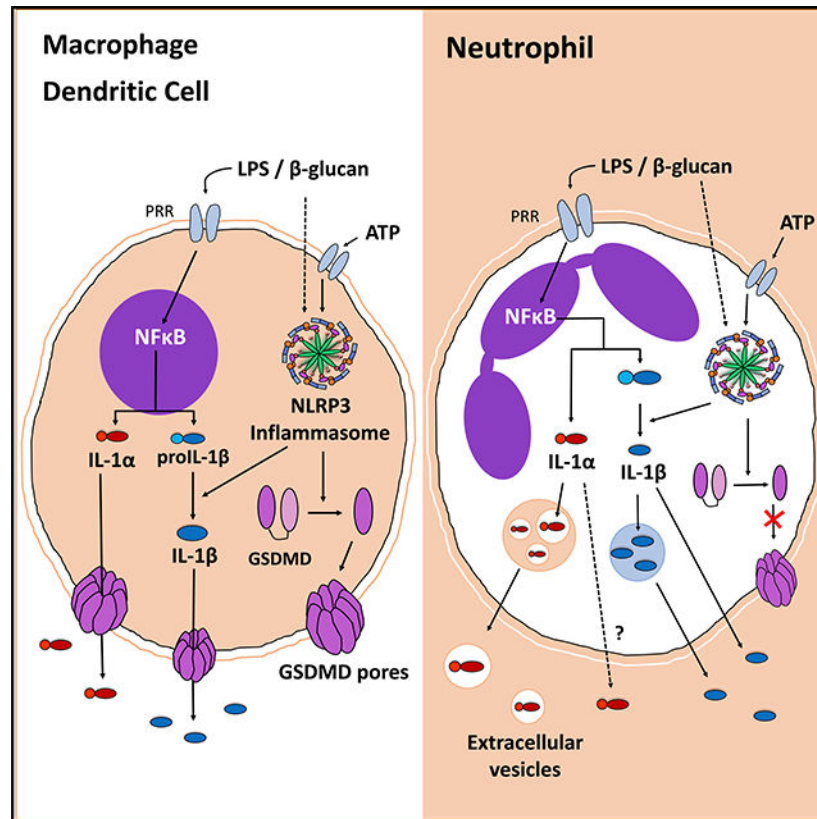 Macrophage
Dendritic Cell
LPS / β-glucan
PRR
ATP
NFκB
NLRP3
Inflammasome
IL-1α
proIL-1β
IL-1β
GSDMD
GSDMD pores
Neutrophil
LPS / β-glucan
PRR
ATP
NFκB
IL-1α
IL-1β
?
Extracellular
vesicles